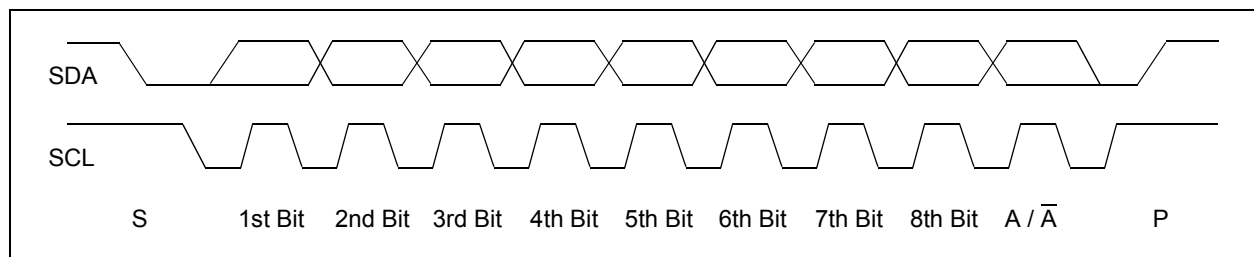 SDA
SCL
S 1st Bit 2nd Bit 3rd Bit 4th Bit 5th Bit 6th Bit 7th Bit 8th Bit A / A̅ P